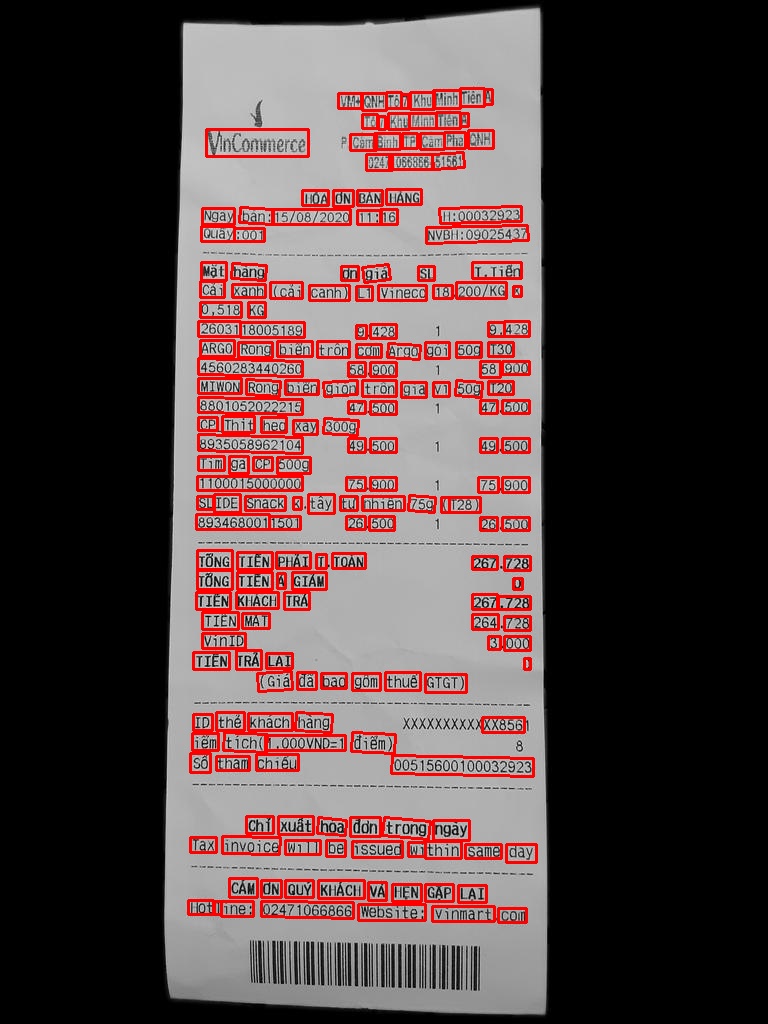 VinCommerce
VM+ QNH Tổ 7 Khu Minh Tiến A
Tổ 7 Khu Minh Tiến A
P. Cẩm Bình TP Cẩm Phả QNH
0247 066866-51561
HÓA ĐƠN BÁN HÀNG
Ngày bán:15/08/2020 11:16 H:00032923
Quầy:001 NVBH:09025437
Mặt hàng Đơn giá SL T.Tiền
Cải xanh (cải canh) LI Vineco 18,200/KG x
0,518 KG
2603118005189 9.428 1 9.428
ARGO Rong biển trộn cơm Argo gói 50g T30
4560283440260 58.900 1 58.900
MIWON Rong biển giòn trộn gia vị 50g T20
8801052022215 47.500 1 47.500
CP Thịt heo xay 300g
8935058962104 49.500 1 49.500
Tim gà CP 500g
1100015000000 75.900 1 75.900
SLIDE Snack K.tây tự nhiên 75g (T28)
8934680011501 26.500 1 26.500
TỔNG TIỀN PHẢI T.TOÁN 267.728
TỔNG TIỀN ĐÃ GIẢM 0
TIỀN KHÁCH TRẢ 267.728
TIỀN MẶT 264.728
VinID 3.000
TIỀN TRẢ LẠI 0
(Giá đã bao gồm thuế GTGT)
ID thẻ khách hàng XXXXXXXXXXXX8561
Điểm tích(1.000VND=1 điểm) 8
Số tham chiếu 00515600100032923
Chỉ xuất hóa đơn trong ngày
Tax invoice will be issued within same day
CẢM ƠN QUÝ KHÁCH VÀ HẸN GẶP LẠI
Hotline: 02471066866 Website: vinmart.com